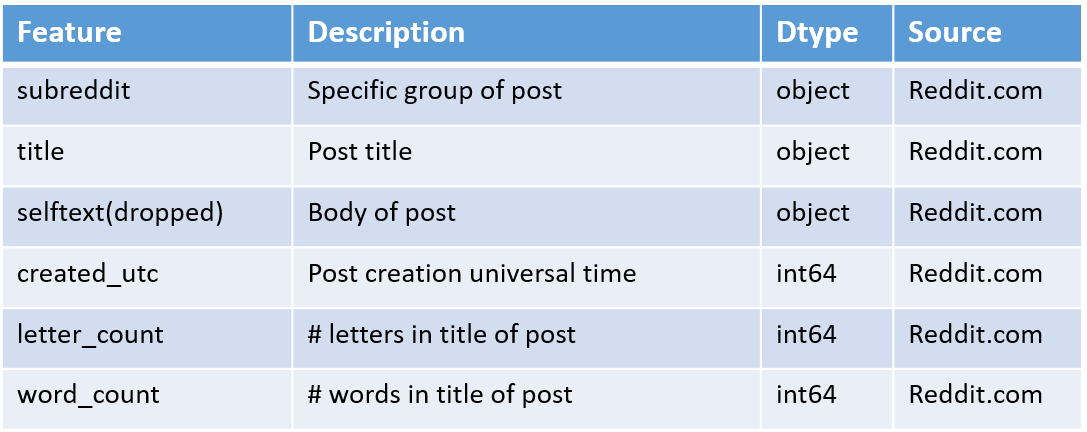 Feature Description Dtype Source
subreddit Specific group of post object Reddit.com
title Post title object Reddit.com
selftext(dropped) Body of post object Reddit.com
created_utc Post creation universal time int64 Reddit.com
letter_count # letters in title of post int64 Reddit.com
word_count # words in title of post int64 Reddit.com